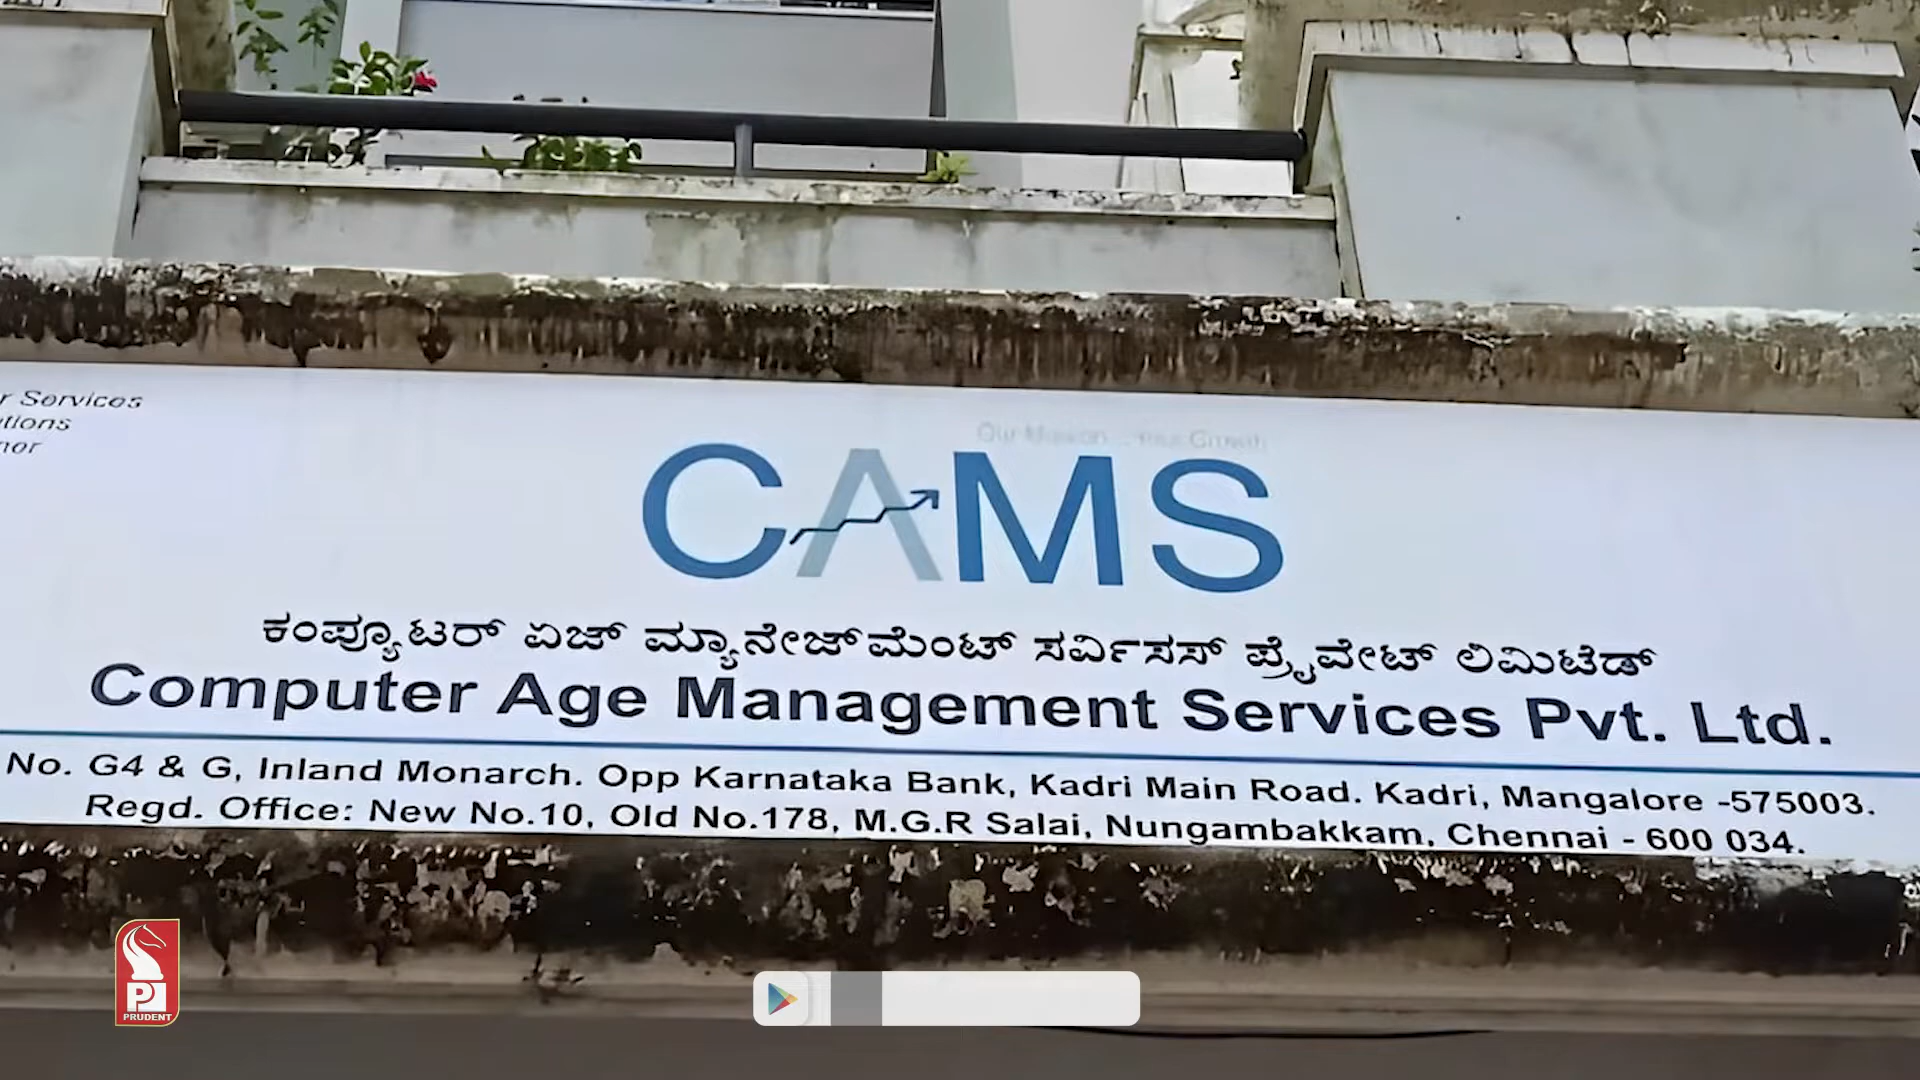 r Services
CAMS
ಕಂಪ್ಯೂಟರ್ ಏಜ್ ಮ್ಯಾನೇಜ್‌ಮೆಂಟ್ ಸರ್ವಿಸಸ್ ಪ್ರೈವೇಟ್ ಲಿಮಿಟೆಡ್
Computer Age Management Services Pvt. Ltd.
No. G4 & G, Inland Monarch. Opp Karnataka Bank, Kadri Main Road. Kadri, Mangalore -575003.
Regd. Office: New No.10, Old No.178, M.G.R Salai, Nungambakkam, Chennai - 600 034.
PRUDENT